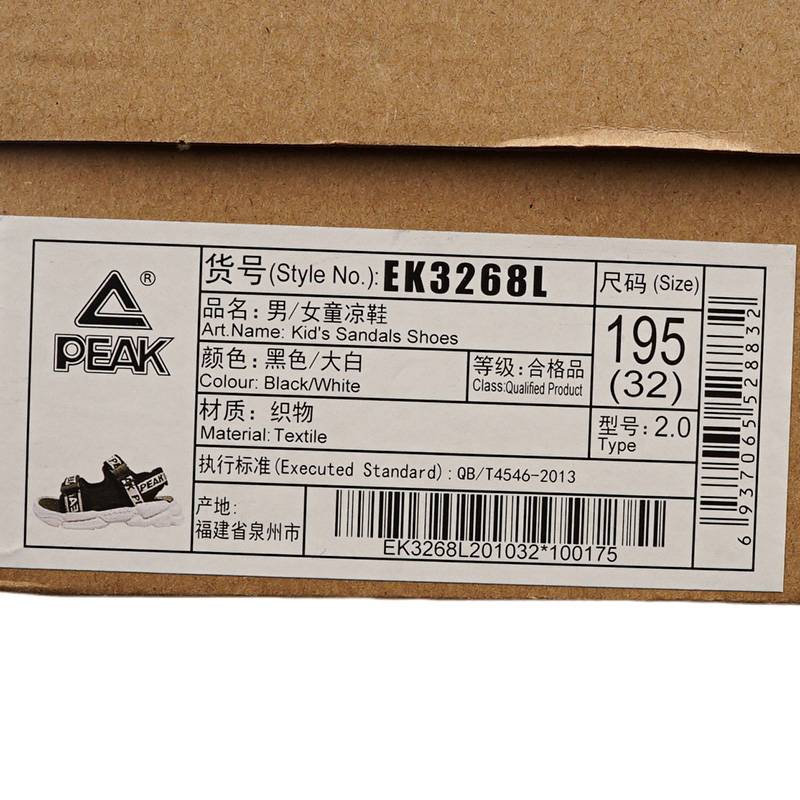 ®
PEAK
货号(Style No.): EK3268L
尺码 (Size)
品名: 男/女童凉鞋
Art.Name: Kid's Sandals Shoes
195
(32)
颜色: 黑色/大白
Colour: Black/White
等级: 合格品
Class:Qualified Product
材质: 织物
Material: Textile
型号: 2.0
Type
执行标准(Executed Standard): QB/T4546-2013
产地:
福建省泉州市
EK3268L201032*100175
6 937065 528832
PEAK